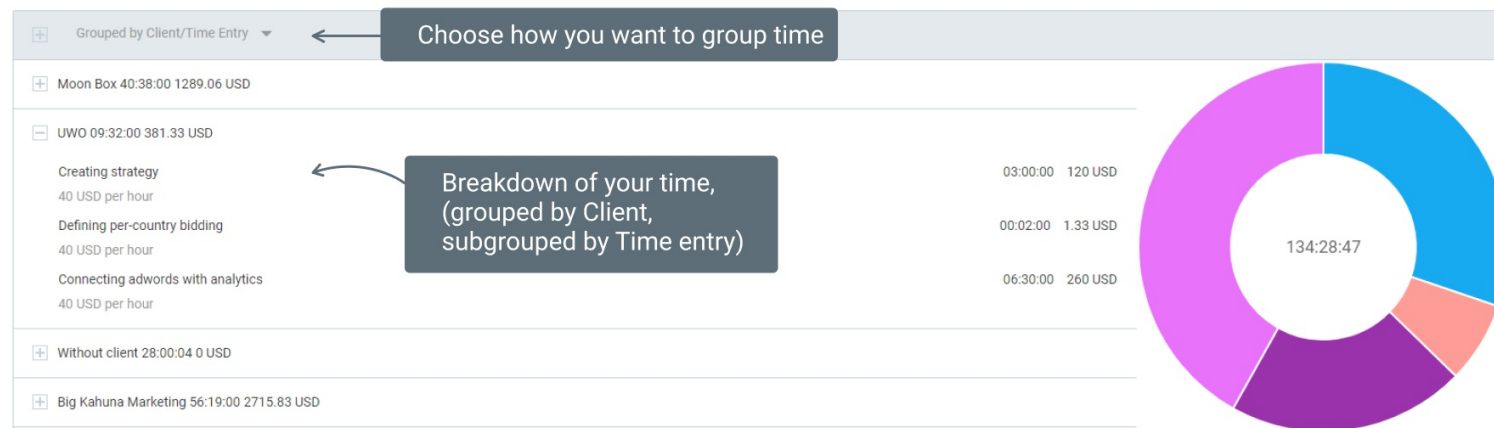 Grouped by Client/Time Entry
Choose how you want to group time
Moon Box 40:38:00 1289.06 USD
UWO 09:32:00 381.33 USD
Creating strategy 03:00:00 120 USD
40 USD per hour
Defining per-country bidding 00:02:00 1.33 USD
40 USD per hour
Connecting adwords with analytics 06:30:00 260 USD
40 USD per hour
Breakdown of your time,
(grouped by Client,
subgrouped by Time entry)
134:28:47
Without client 28:00:04 0 USD
Big Kahuna Marketing 56:19:00 2715.83 USD